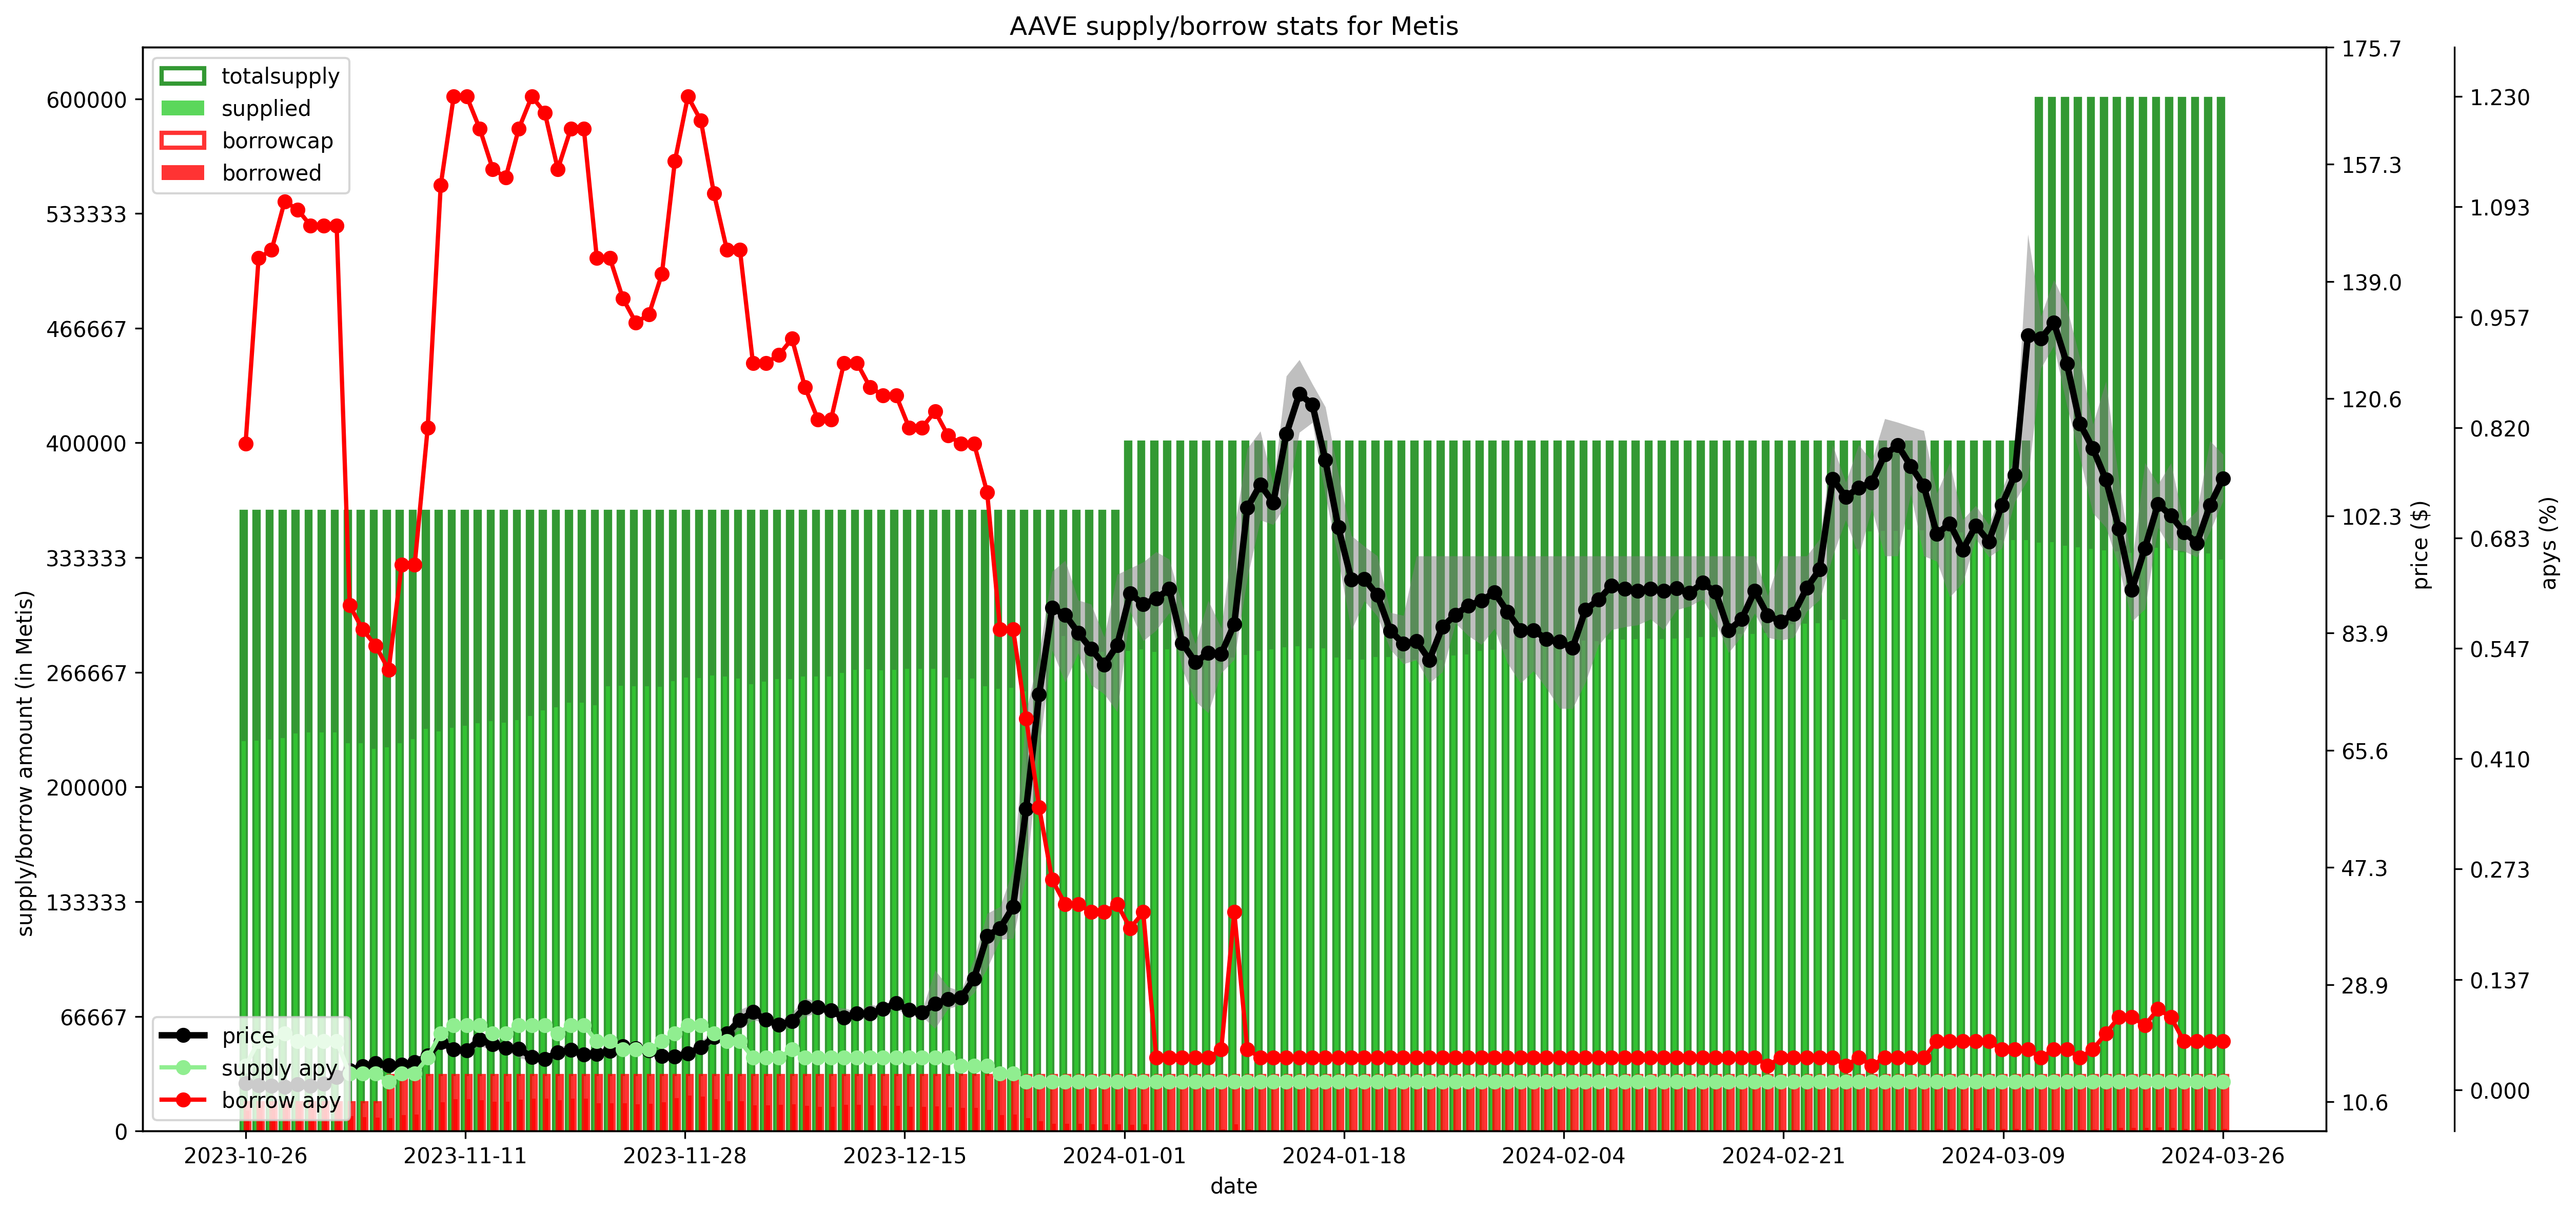 AAVE supply/borrow stats for Metis
totalsupply
supplied
borrowcap
borrowed
price
supply apy
borrow apy
supply/borrow amount (in Metis)
600000
533333
466667
400000
333333
266667
200000
133333
66667
0
175.7
157.3
139.0
120.6
102.3
83.9
65.6
47.3
28.9
10.6
price ($)
1.230
1.093
0.957
0.820
0.683
0.547
0.410
0.273
0.137
0.000
apys (%)
2023-10-26 2023-11-11 2023-11-28 2023-12-15 2024-01-01 2024-01-18 2024-02-04 2024-02-21 2024-03-09 2024-03-26
date